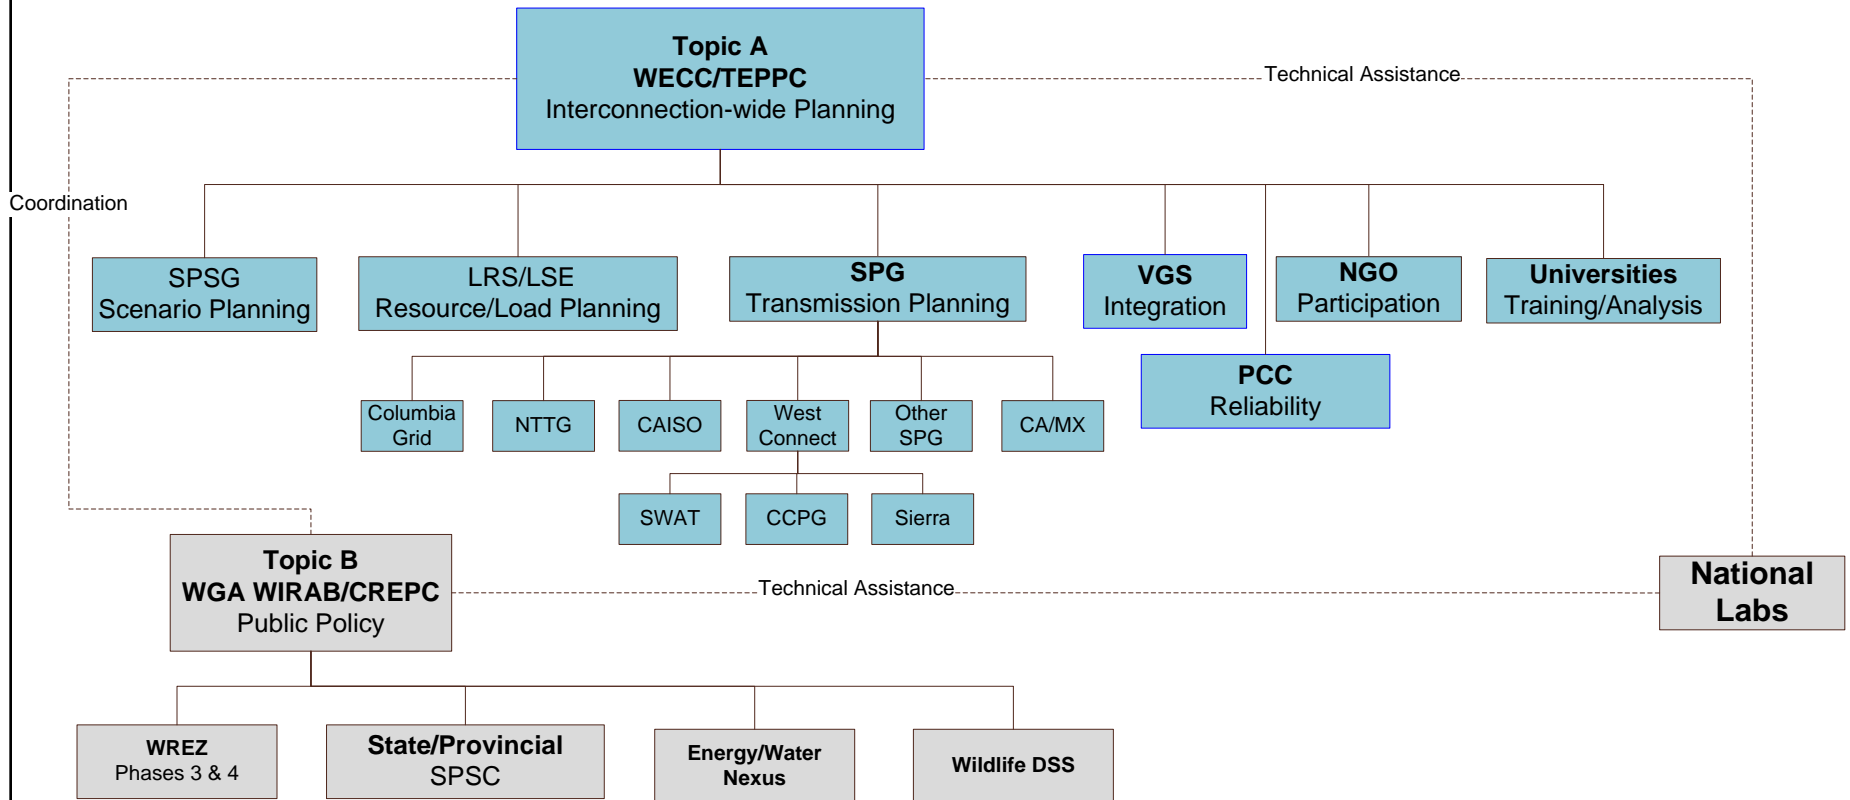 Topic A
WECC/TEPPC
Interconnection-wide Planning
Technical Assistance
Coordination
SPSG
Scenario Planning
LRS/LSE
Resource/Load Planning
SPG
Transmission Planning
VGS
Integration
NGO
Participation
Universities
Training/Analysis
PCC
Reliability
Columbia
Grid
NTTG
CAISO
West
Connect
Other
SPG
CA/MX
SWAT
CCPG
Sierra
Topic B
WGA WIRAB/CREPC
Public Policy
Technical Assistance
National
Labs
WREZ
Phases 3 & 4
State/Provincial
SPSC
Energy/Water
Nexus
Wildlife DSS